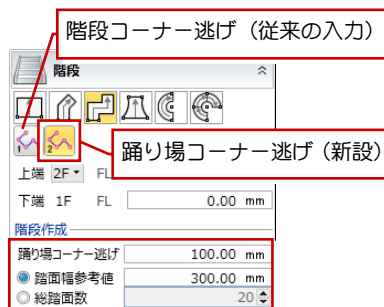 階段コーナー逃げ（従来の入力）
階段
1 2
踊り場コーナー逃げ（新設）
上端 2F FL
下端 1F FL 0.00 mm
階段作成
踊り場コーナー逃げ 100.00 mm
踏面幅参考値 300.00 mm
総踏面数 20